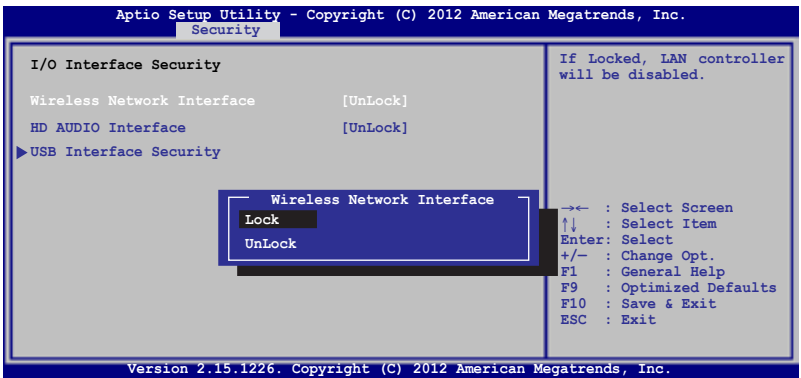 Aptio Setup Utility - Copyright (C) 2012 American Megatrends, Inc.
Security
I/O Interface Security
Wireless Network Interface [UnLock]
HD AUDIO Interface [UnLock]
▶USB Interface Security
If Locked, LAN controller
will be disabled.
Wireless Network Interface
Lock
UnLock
→← : Select Screen
↑↓ : Select Item
Enter: Select
+/— : Change Opt.
F1 : General Help
F9 : Optimized Defaults
F10 : Save & Exit
ESC : Exit
Version 2.15.1226. Copyright (C) 2012 American Megatrends, Inc.